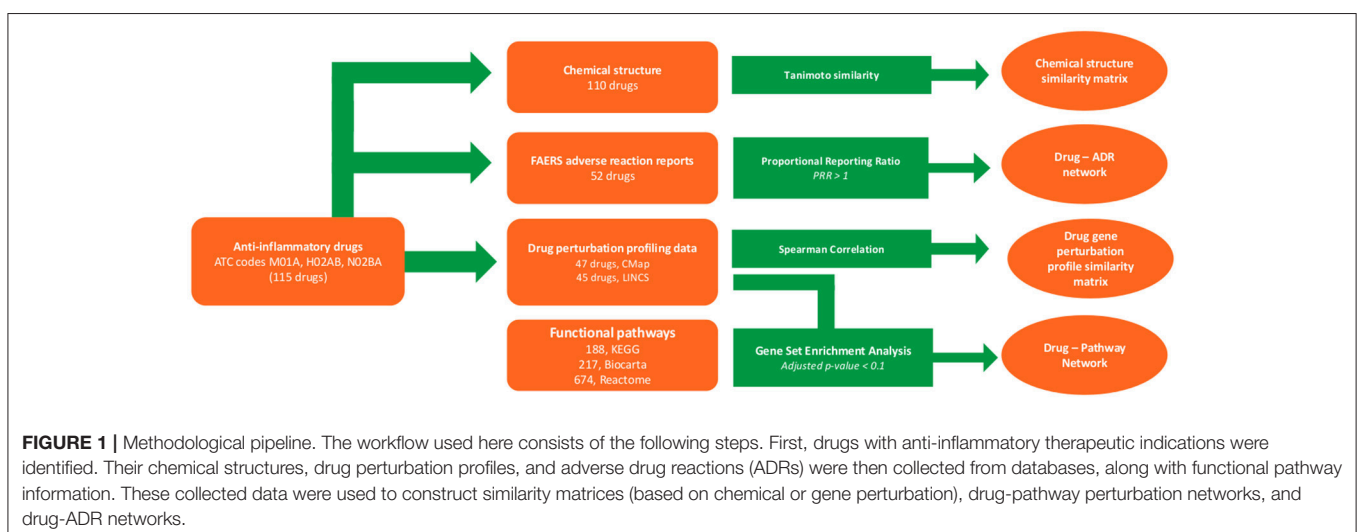 Chemical structure
110 drugs
Tanimoto similarity
Chemical structure
similarity matrix
FAERS adverse reaction reports
52 drugs
Proportional Reporting Ratio
PRR > 1
Drug – ADR
network
Anti-inflammatory drugs
ATC codes M01A, H02AB, N02BA
(115 drugs)
Drug perturbation profiling data
47 drugs, CMap
45 drugs, LINCS
Spearman Correlation
Drug gene
perturbation
profile similarity
matrix
Functional pathways
188, KEGG
217, Biocarta
674, Reactome
Gene Set Enrichment Analysis
Adjusted p-value < 0.1
Drug – Pathway
Network
FIGURE 1 | Methodological pipeline. The workflow used here consists of the following steps. First, drugs with anti-inflammatory therapeutic indications were
identified. Their chemical structures, drug perturbation profiles, and adverse drug reactions (ADRs) were then collected from databases, along with functional pathway
information. These collected data were used to construct similarity matrices (based on chemical or gene perturbation), drug-pathway perturbation networks, and
drug-ADR networks.